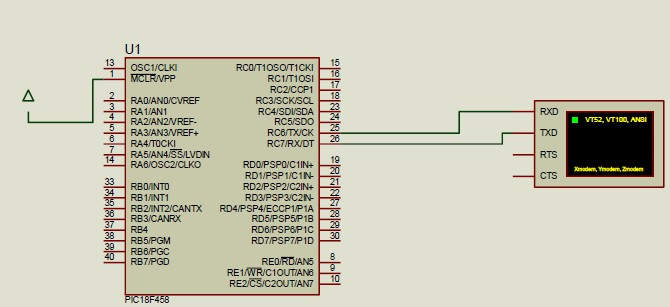 U1
13 OSC1/CLKI RC0/T1OSO/T1CKI 15
1 MCLR/VPP RC1/T1OSI 16
RC2/CCP1 17
2 RA0/AN0/CVREF RC3/SCK/SCL 18
3 RA1/AN1 RC4/SDI/SDA 23
4 RA2/AN2/VREF- RC5/SDO 24
5 RA3/AN3/VREF+ RC6/TX/CK 25
6 RA4/T0CKI RC7/RX/DT 26
7 RA5/AN4/SS/LVDIN
14 RA6/OSC2/CLKO RD0/PSP0/C1IN+ 19
RD1/PSP1/C1IN- 20
33 RB0/INT0 RD2/PSP2/C2IN+ 21
34 RB1/INT1 RD3/PSP3/C2IN- 22
35 RB2/INT2/CANTX RD4/PSP4/ECCP1/P1A 27
36 RB3/CANRX RD5/PSP5/P1B 28
37 RB4 RD6/PSP6/P1C 29
38 RB5/PGM RD7/PSP7/P1D 30
39 RB6/PGC
40 RB7/PGD RE0/RD/AN5 8
RE1/WR/C1OUT/AN6 9
RE2/CS/C2OUT/AN7 10
PIC18F458
RXD
TXD
RTS
CTS
VT52, VT100, ANSI
Xmodem, Ymodem, Zmodem